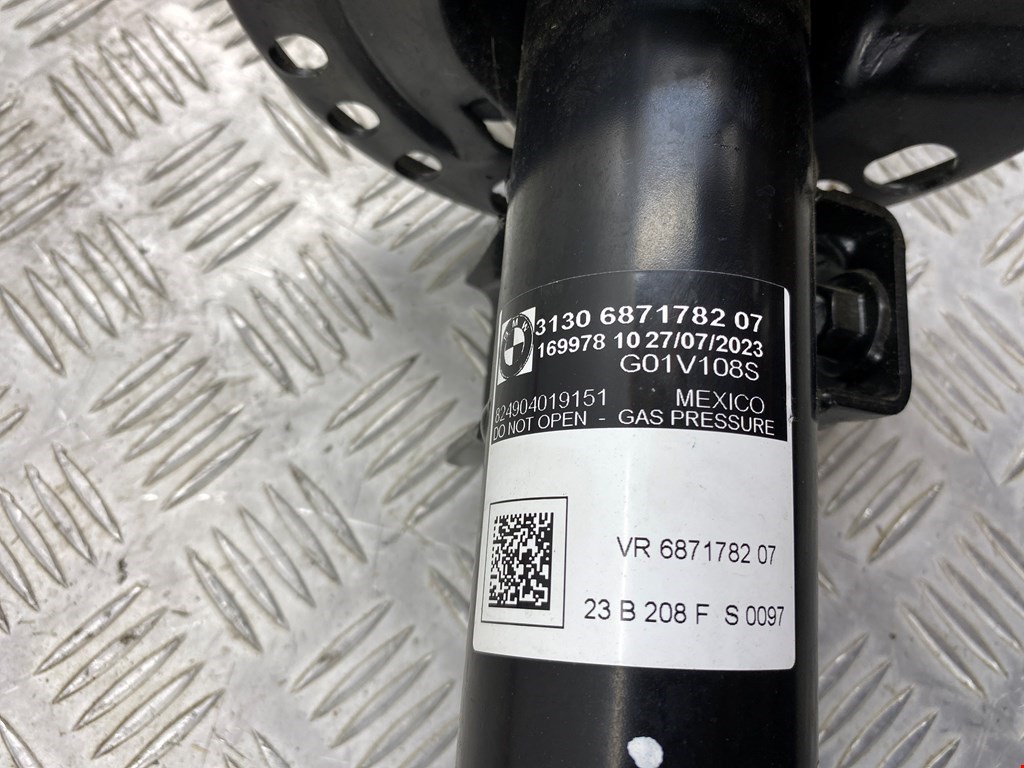 BMW
3130 6871782 07
169978 10 27/07/2023
G01V108S
824904019151 MEXICO
DO NOT OPEN - GAS PRESSURE
VR 6871782 07
23 B 208 F S 0097